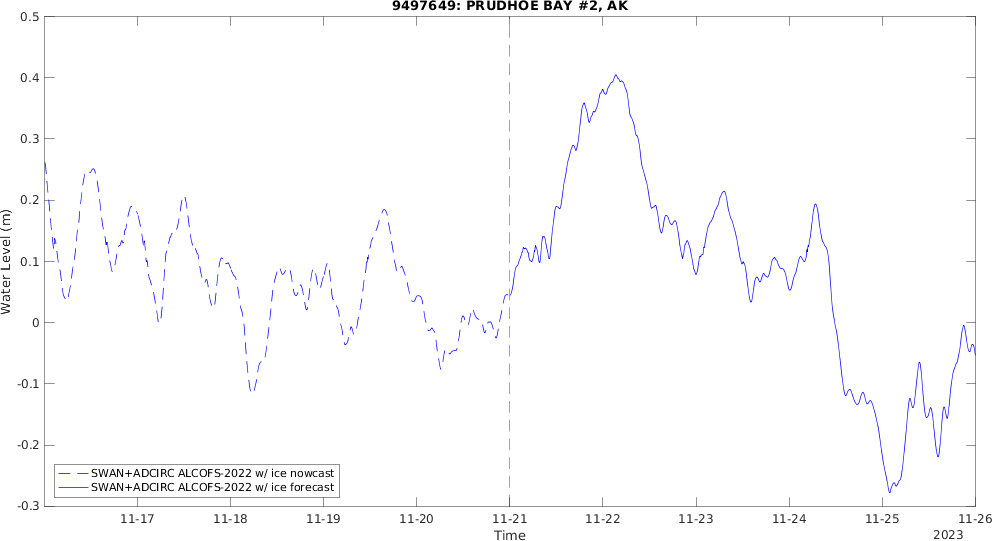 9497649: PRUDHOE BAY #2, AK
0.5
0.4
0.3
0.2
0.1
0
-0.1
-0.2
-0.3
Water Level (m)
SWAN+ADCIRC ALCOFS-2022 w/ ice nowcast
SWAN+ADCIRC ALCOFS-2022 w/ ice forecast
11-17 11-18 11-19 11-20 11-21 11-22 11-23 11-24 11-25 11-26
Time
2023